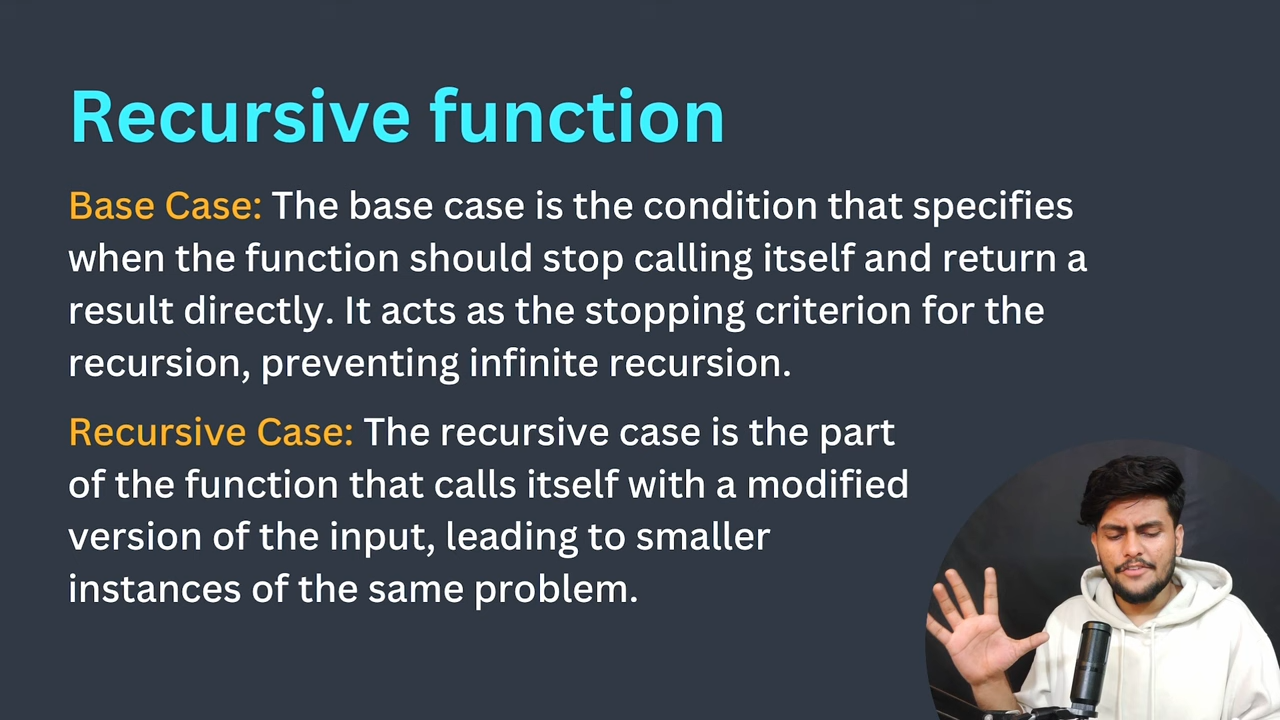 Recursive function
Base Case: The base case is the condition that specifies
when the function should stop calling itself and return a
result directly. It acts as the stopping criterion for the
recursion, preventing infinite recursion.
Recursive Case: The recursive case is the part
of the function that calls itself with a modified
version of the input, leading to smaller
instances of the same problem.